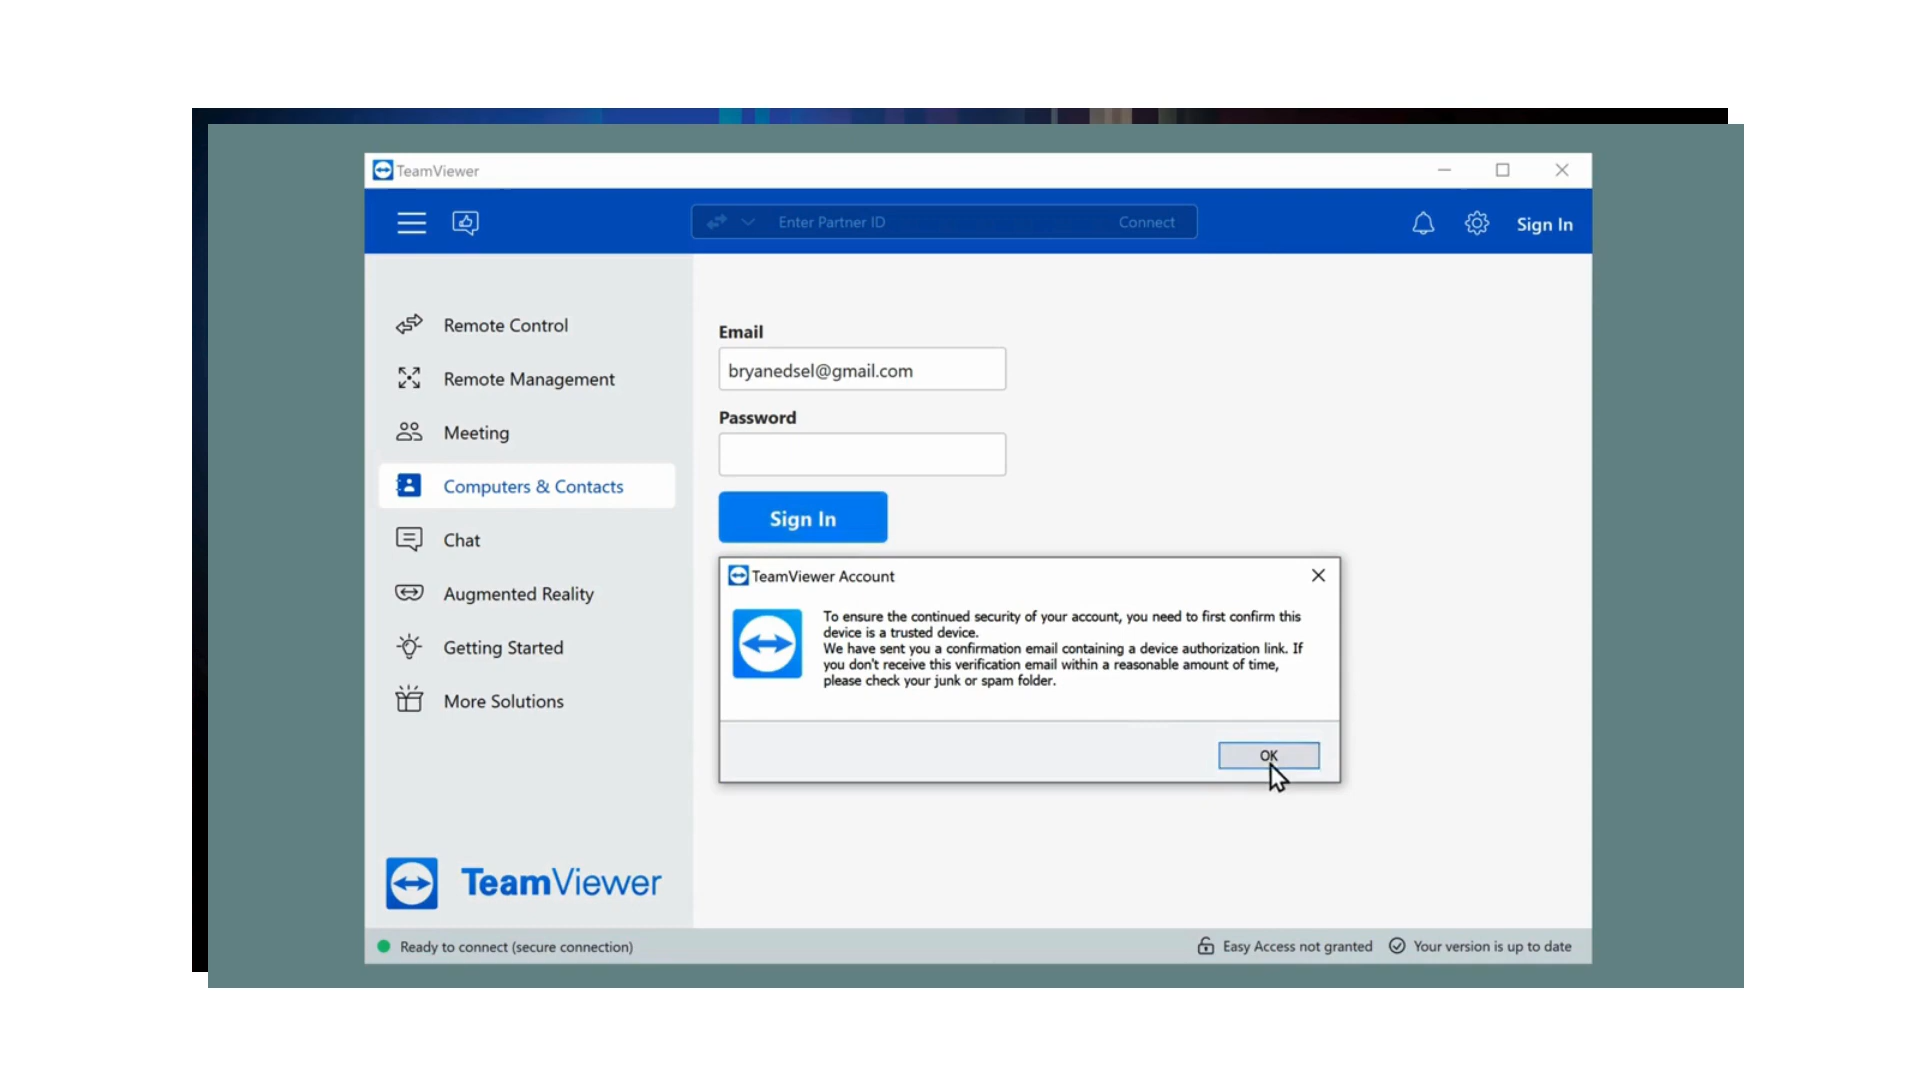 TeamViewer
Enter Partner ID
Connect
Sign In
Remote Control
Remote Management
Meeting
Computers & Contacts
Chat
Augmented Reality
Getting Started
More Solutions
TeamViewer
Email
bryanedsel@gmail.com
Password
Sign In
TeamViewer Account
To ensure the continued security of your account, you need to first confirm this
device is a trusted device.
We have sent you a confirmation email containing a device authorization link. If
you don't receive this verification email within a reasonable amount of time,
please check your junk or spam folder.
OK
Ready to connect (secure connection)
Easy Access not granted
Your version is up to date